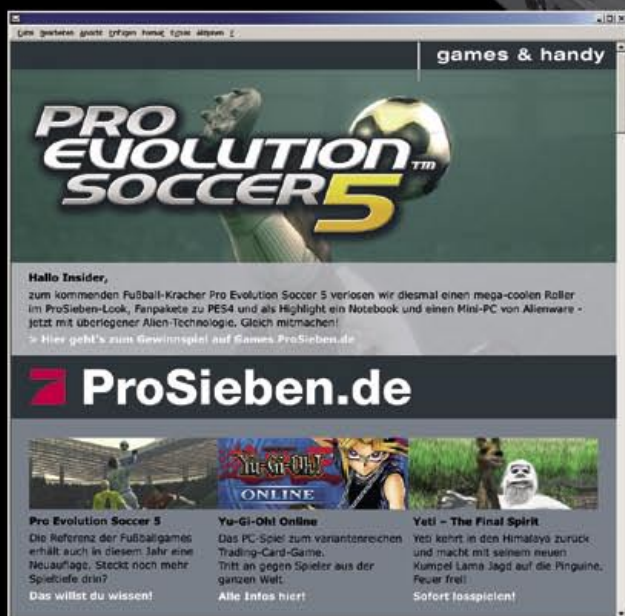 games & handy
PRO
EVOLUTION™
SOCCER 5
Hallo Insider,
zum kommenden Fußball-Kracher Pro Evolution Soccer 5 verlosen wir diesmal einen mega-coolen Roller
im ProSieben-Look, Fanpakete zu PES4 und als Highlight ein Notebook und einen Mini-PC von Alienware -
jetzt mit überlegener Alien-Technologie. Gleich mitmachen!
> Hier geht's zum Gewinnspiel auf Games.ProSieben.de
ProSieben.de
Yu-Gi-Oh!
ONLINE
Pro Evolution Soccer 5
Die Referenz der Fußballgames
erhält auch in diesem Jahr eine
Neuauflage. Steckt noch mehr
Spieltiefe drin?
Das willst du wissen!
Yu-Gi-Oh! Online
Das PC-Spiel zum variantenreichen
Trading-Card-Game.
Tritt an gegen Spieler aus der
ganzen Welt.
Alle Infos hier!
Yeti – The Final Spirit
Yeti kehrt in den Himalaya zurück
und macht mit seinem neuen
Kumpel Lama Jagd auf die Pinguine.
Feuer frei!
Sofort losspielen!